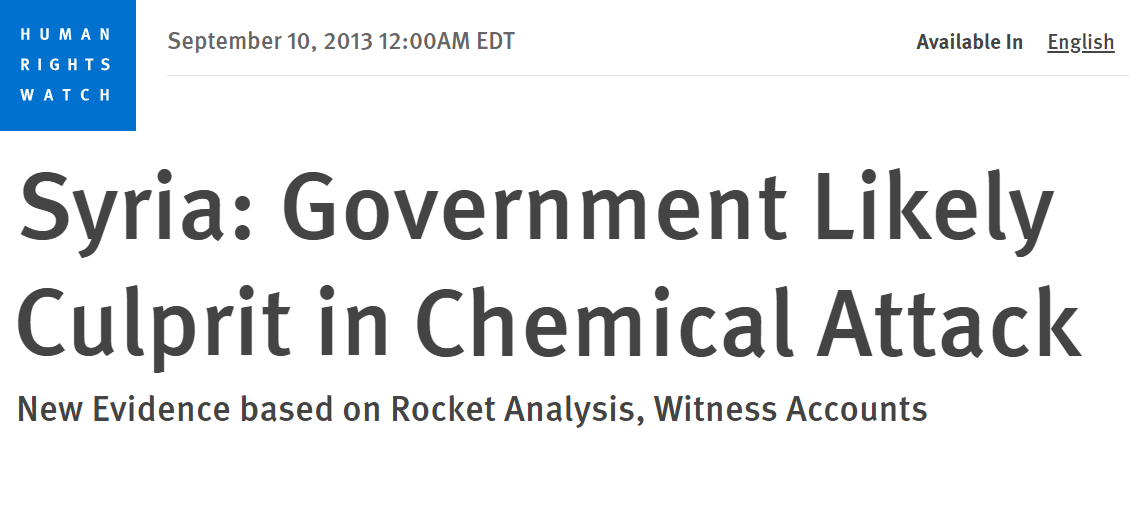 HUMAN
RIGHTS
WATCH
September 10, 2013 12:00AM EDT
Available In English
Syria: Government Likely
Culprit in Chemical Attack
New Evidence based on Rocket Analysis, Witness Accounts